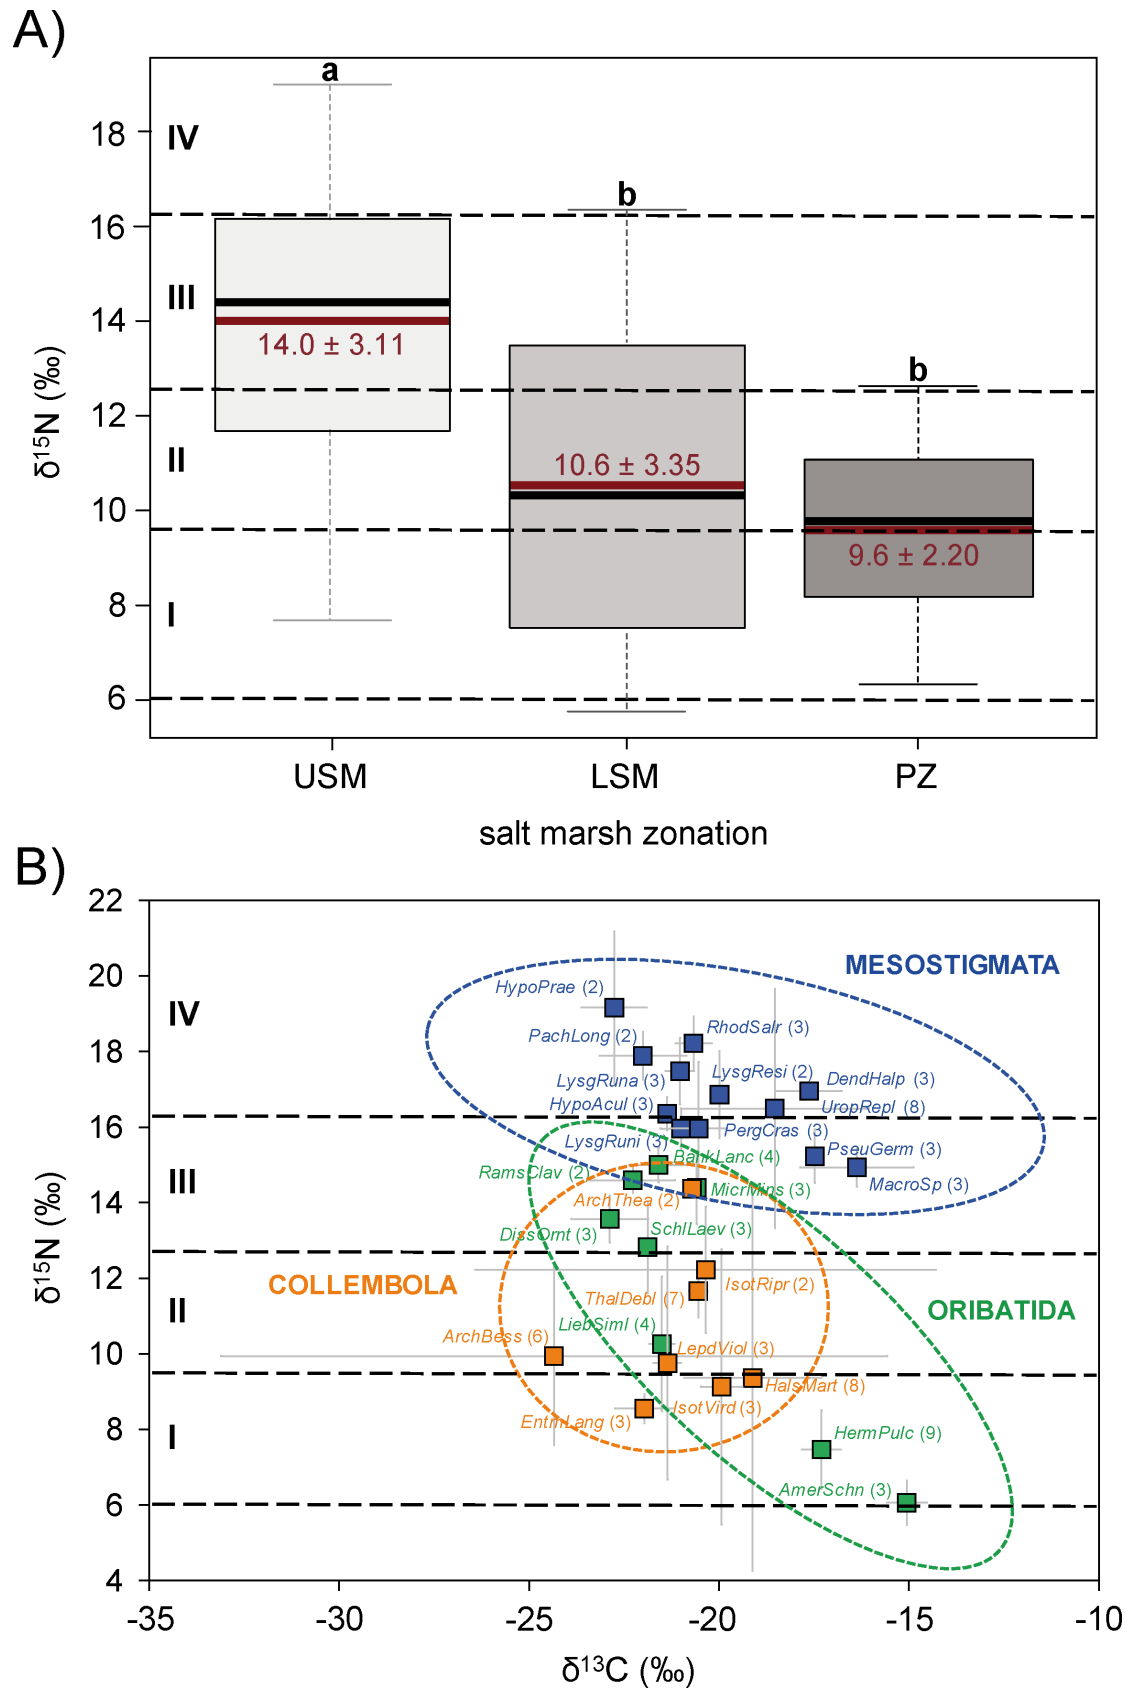 A)
a
b
b
18
16
14
12
10
8
6
IV
III
II
I
14.0 ± 3.11
10.6 ± 3.35
9.6 ± 2.20
δ15N (‰)
USM
LSM
PZ
salt marsh zonation
B)
22
20
18
16
14
12
10
8
6
4
IV
III
II
I
δ15N (‰)
MESOSTIGMATA
HypoPrae (2)
RhodSalr (3)
PachLong (2)
LysgRuna (3)
LysgResi (2)
DendHalp (3)
HypoAcul (3)
UropRepl (8)
LysgRuni (3)
PergCras (3)
PseuGerm (3)
MacroSp (3)
BankLanc (4)
RamsClav (2)
MicrMins (3)
ArchThea (2)
DissOrnt (3)
SchlLaev (3)
COLLEMBOLA
IsotRipr (2)
ThalDebl (7)
ORIBATIDA
LiebSiml (4)
ArchBess (6)
LepdViol (3)
HalsMart (8)
IsotVird (3)
EntmLang (3)
HermPulc (9)
AmerSchn (3)
-35
-30
-25
-20
-15
-10
δ13C (‰)